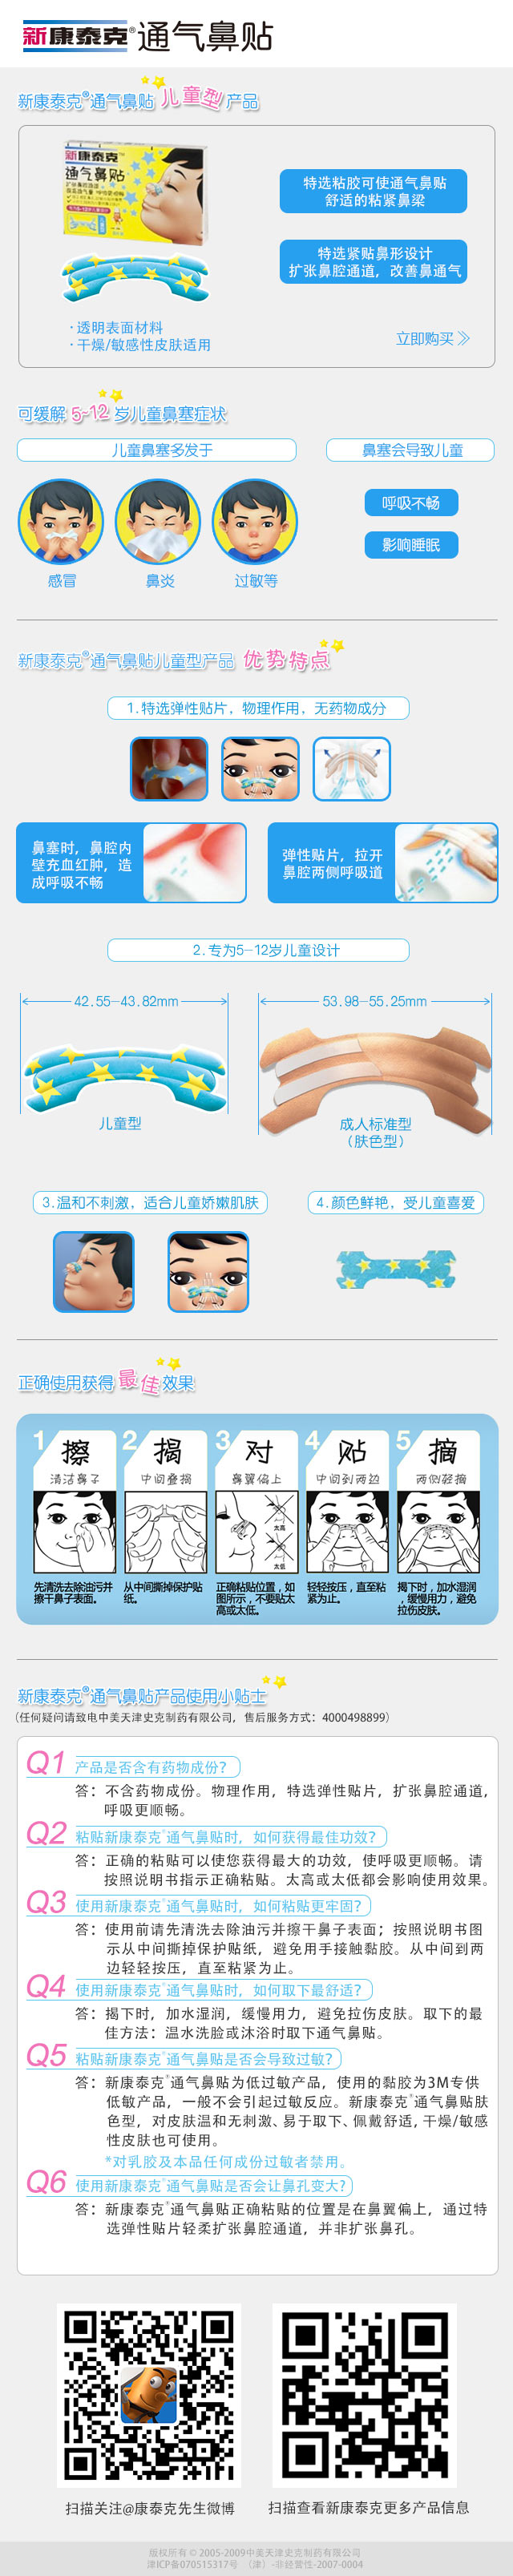 新康泰克®通气鼻贴
新康泰克®通气鼻贴儿童型产品
新康泰克
通气鼻贴
特选粘胶可使通气鼻贴
舒适的粘紧鼻梁
特选紧贴鼻形设计
扩张鼻腔通道，改善鼻通气
·透明表面材料
·干燥/敏感性皮肤适用
立即购买
可缓解5-12岁儿童鼻塞症状
儿童鼻塞多发于
鼻塞会导致儿童
感冒
鼻炎
过敏等
呼吸不畅
影响睡眠
新康泰克®通气鼻贴儿童型产品 优势特点
1.特选弹性贴片，物理作用，无药物成分
鼻塞时，鼻腔内
壁充血红肿，造
成呼吸不畅
弹性贴片，拉开
鼻腔两侧呼吸道
2.专为5-12岁儿童设计
42.55-43.82mm
53.98-55.25mm
儿童型
成人标准型
（肤色型）
3.温和不刺激，适合儿童娇嫩肌肤
4.颜色鲜艳，受儿童喜爱
正确使用获得最佳效果
1 擦
清洁鼻子
先清洗去除油污并
擦干鼻子表面。
2 揭
中间叠揭
从中间撕掉保护贴
纸。
3 对
鼻翼偏上
太高
太低
正确粘贴位置，如
图所示，不要贴太
高或太低。
4 贴
中间到两边
轻轻按压，直至粘
紧为止。
5 摘
两侧轻摘
揭下时，加水湿润
，缓慢用力，避免
拉伤皮肤。
新康泰克®通气鼻贴产品使用小贴士
（任何疑问请致电中美天津史克制药有限公司，售后服务方式：4000498899）
Q1 产品是否含有药物成份？
答：不含药物成份。物理作用，特选弹性贴片，扩张鼻腔通道，
呼吸更顺畅。
Q2 粘贴新康泰克®通气鼻贴时，如何获得最佳功效？
答：正确的粘贴可以使您获得最大的功效，使呼吸更顺畅。请
按照说明书指示正确粘贴。太高或太低都会影响使用效果。
Q3 使用新康泰克®通气鼻贴时，如何粘贴更牢固？
答：使用前请先清洗去除油污并擦干鼻子表面；按照说明书图
示从中间撕掉保护贴纸，避免用手接触黏胶。从中间到两
边轻轻按压，直至粘紧为止。
Q4 使用新康泰克®通气鼻贴时，如何取下最舒适？
答：揭下时，加水湿润，缓慢用力，避免拉伤皮肤。取下的最
佳方法：温水洗脸或沐浴时取下通气鼻贴。
Q5 粘贴新康泰克®通气鼻贴是否会导致过敏？
答：新康泰克®通气鼻贴为低过敏产品，使用的黏胶为3M专供
低敏产品，一般不会引起过敏反应。新康泰克®通气鼻贴肤
色型，对皮肤温和无刺激、易于取下、佩戴舒适，干燥/敏感
性皮肤也可使用。
*对乳胶及本品任何成份过敏者禁用。
Q6 使用新康泰克®通气鼻贴是否会让鼻孔变大？
答：新康泰克®通气鼻贴正确粘贴的位置是在鼻翼偏上，通过特
选弹性贴片轻柔扩张鼻腔通道，并非扩张鼻孔。
扫描关注@康泰克先生微博
扫描查看新康泰克更多产品信息
版权所有 © 2005-2009中美天津史克制药有限公司
津ICP备070515317号 （津）-非经营性-2007-0004